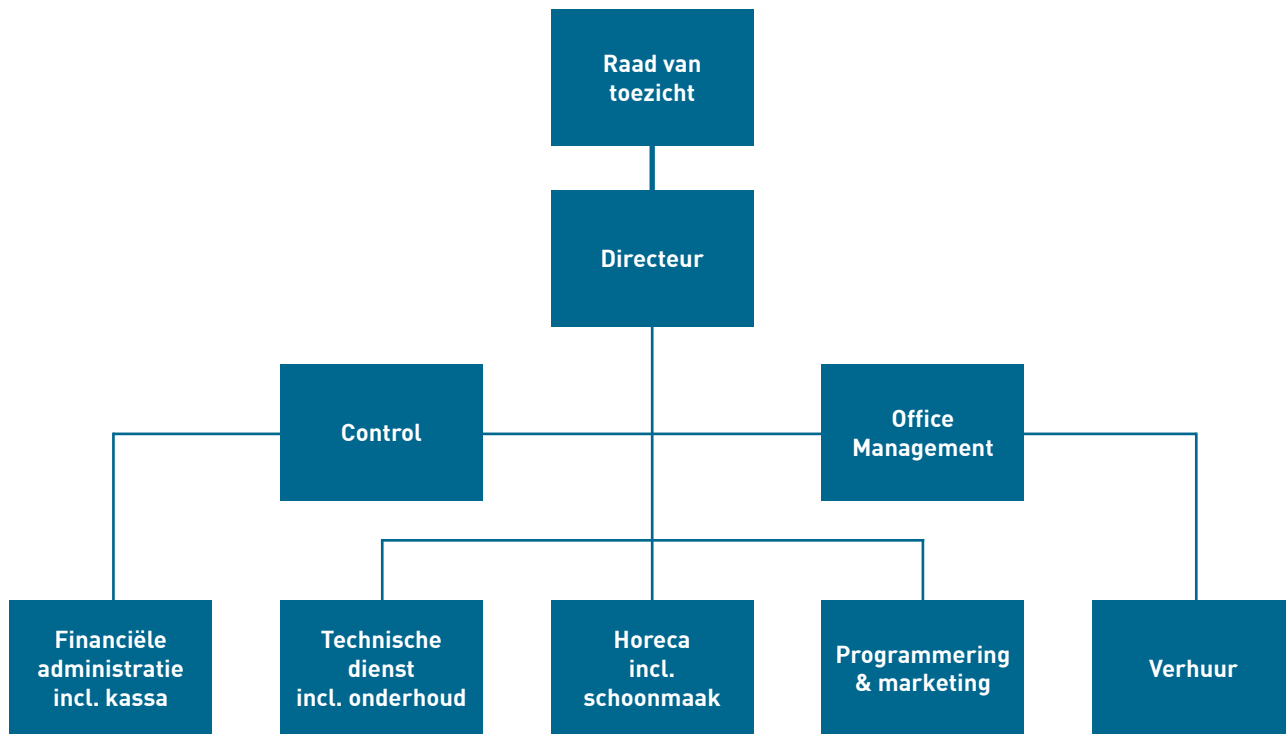 Raad van
toezicht
Directeur
Control
Office
Management
Financiële
administratie
incl. kassa
Technische
dienst
incl. onderhoud
Horeca
incl.
schoonmaak
Programmering
& marketing
Verhuur